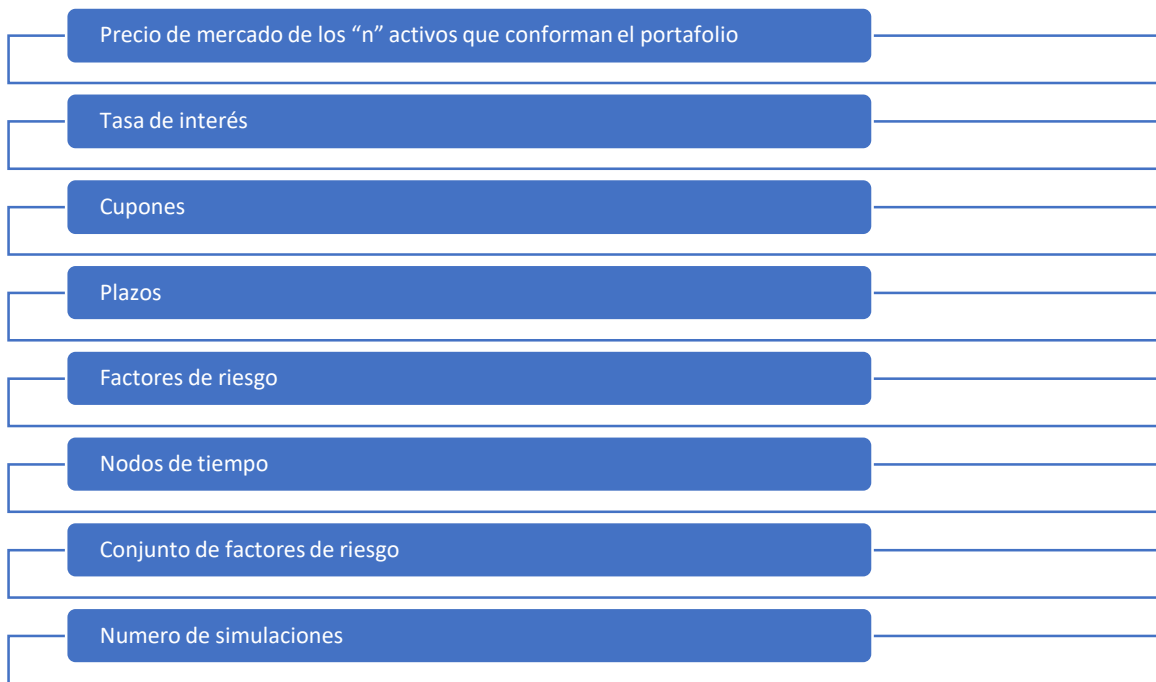 Precio de mercado de los “n” activos que conforman el portafolio
Tasa de interés
Cupones
Plazos
Factores de riesgo
Nodos de tiempo
Conjunto de factores de riesgo
Numero de simulaciones